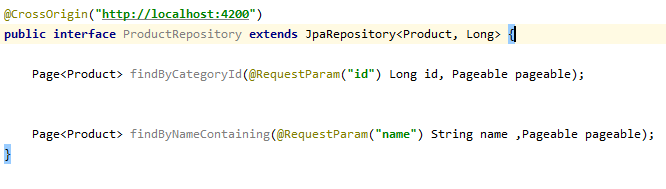 @CrossOrigin("http://localhost:4200")
public interface ProductRepository extends JpaRepository<Product, Long> {
Page<Product> findByCategoryId(@RequestParam("id") Long id, Pageable pageable);
Page<Product> findByNameContaining(@RequestParam("name") String name ,Pageable pageable);
}